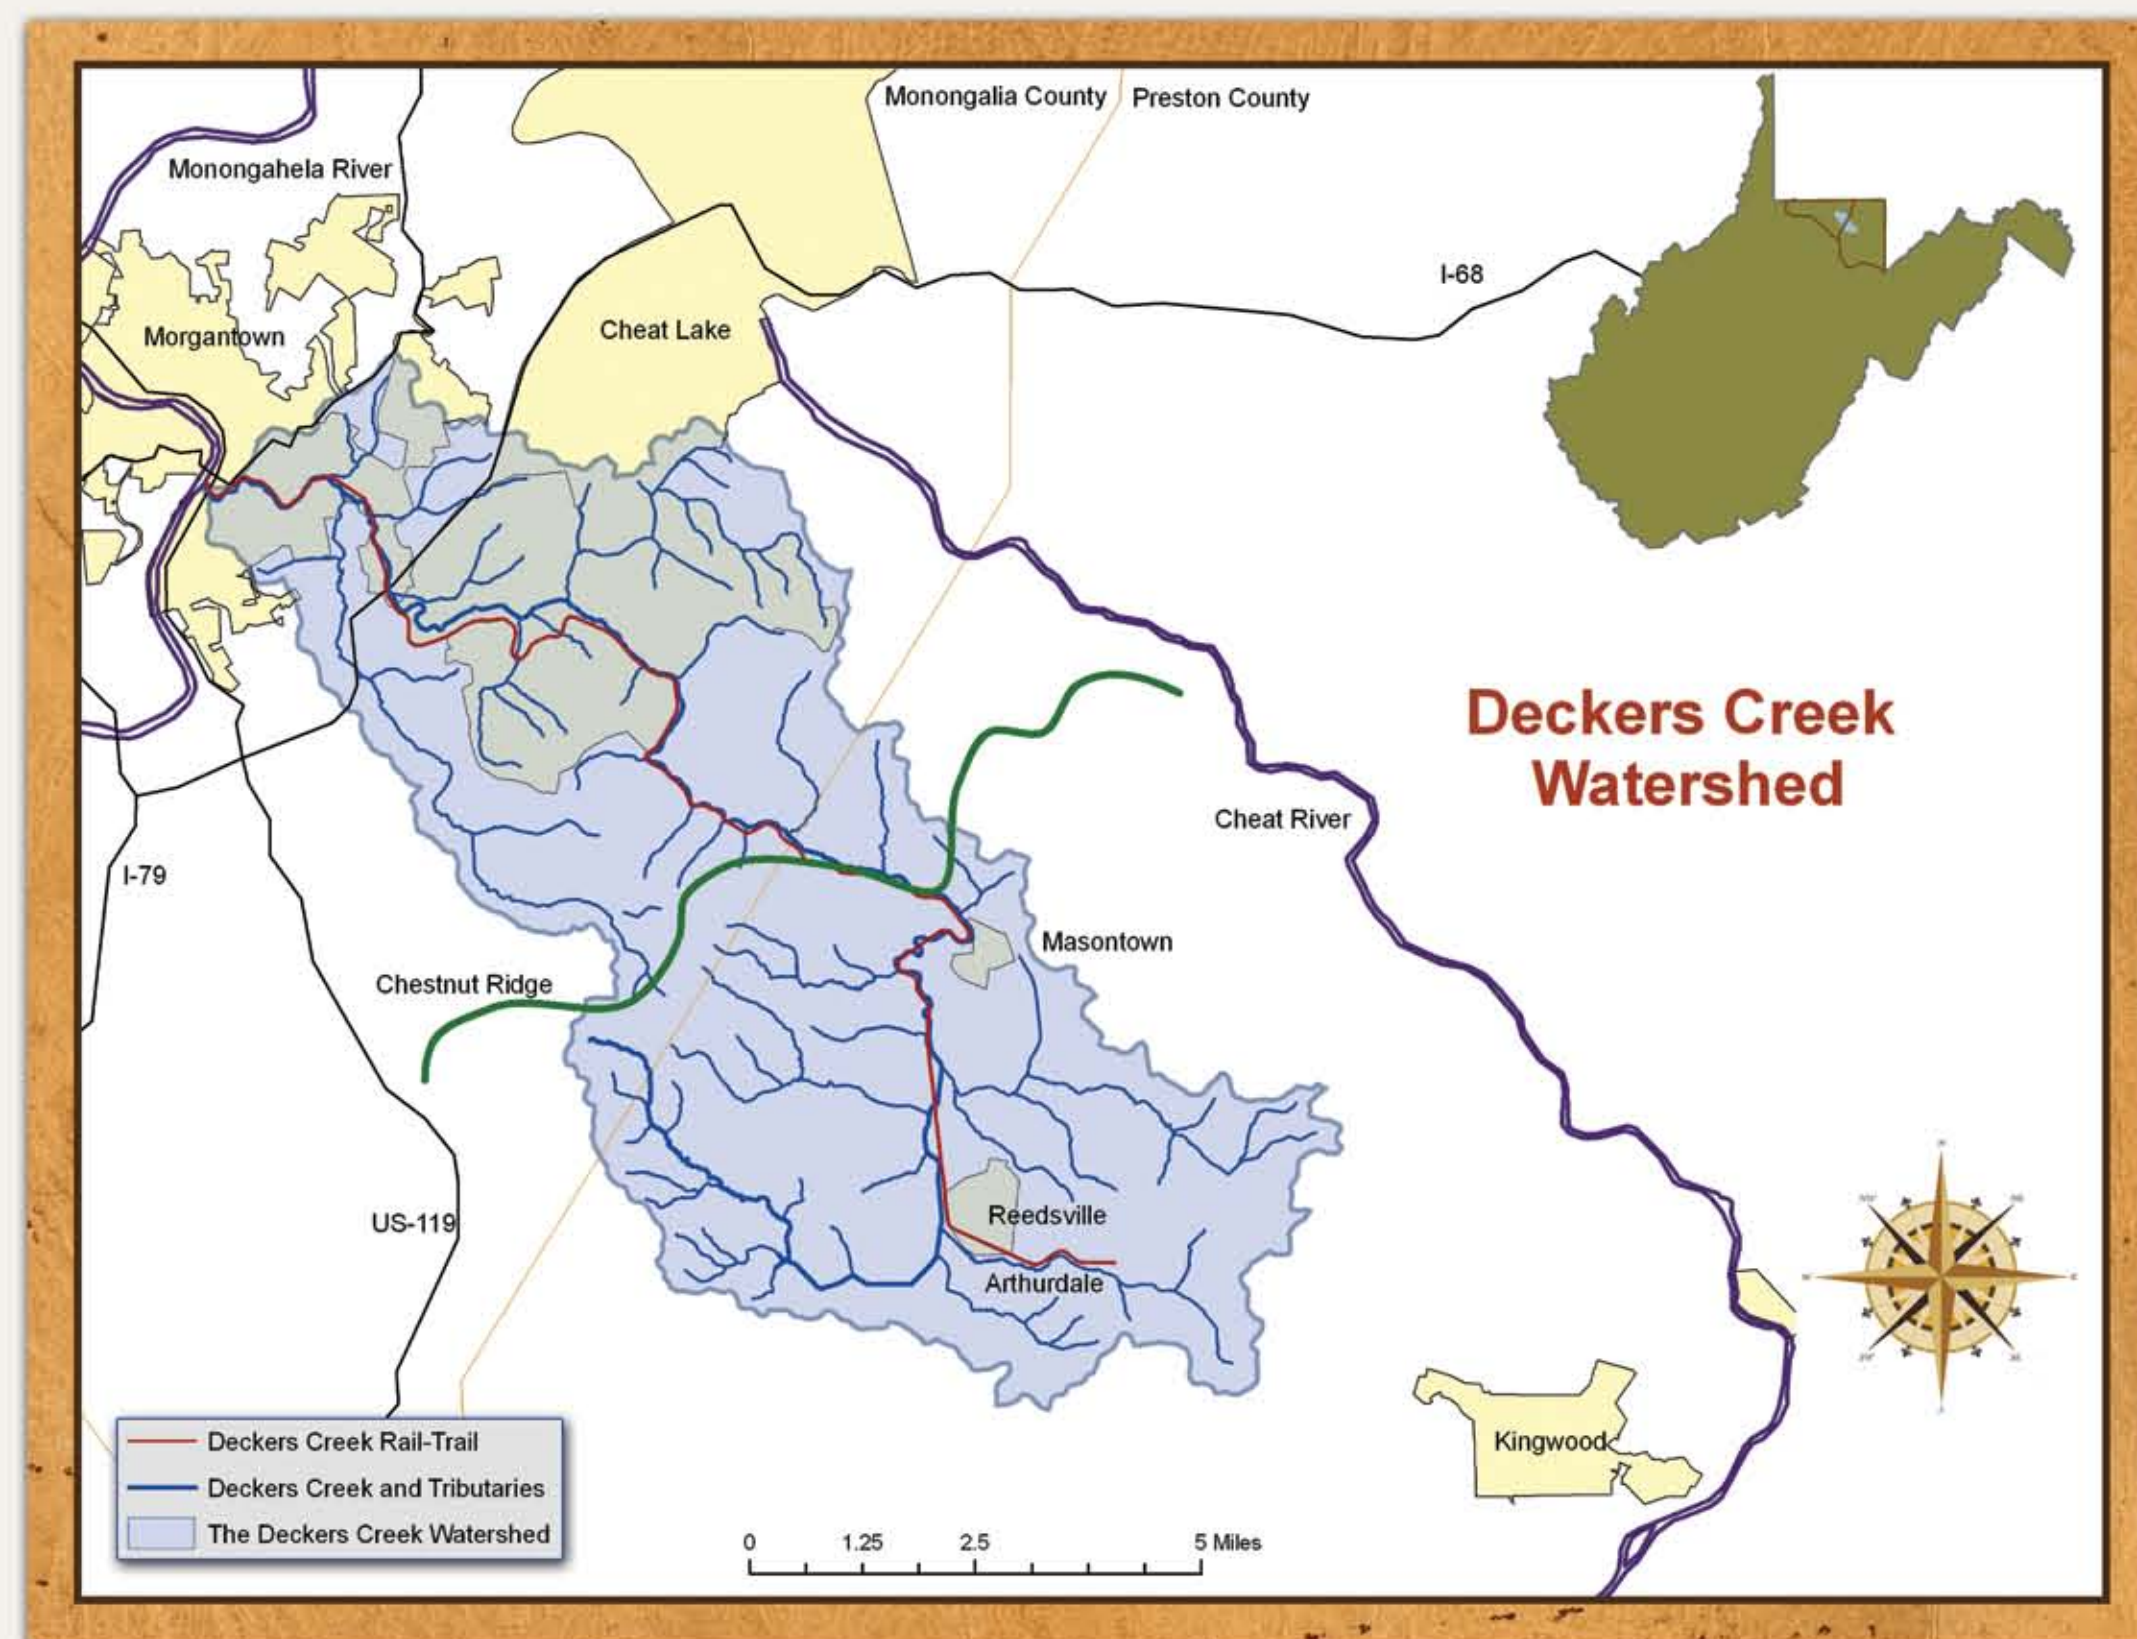 Monongalia County
Preston County
Monongahela River
I-68
Morgantown
Cheat Lake
Deckers Creek
Watershed
Cheat River
I-79
Masontown
Chestnut Ridge
US-119
Reedsville
Arthurdale
Kingwood
Deckers Creek Rail-Trail
Deckers Creek and Tributaries
The Deckers Creek Watershed
0 1.25 2.5 5 Miles